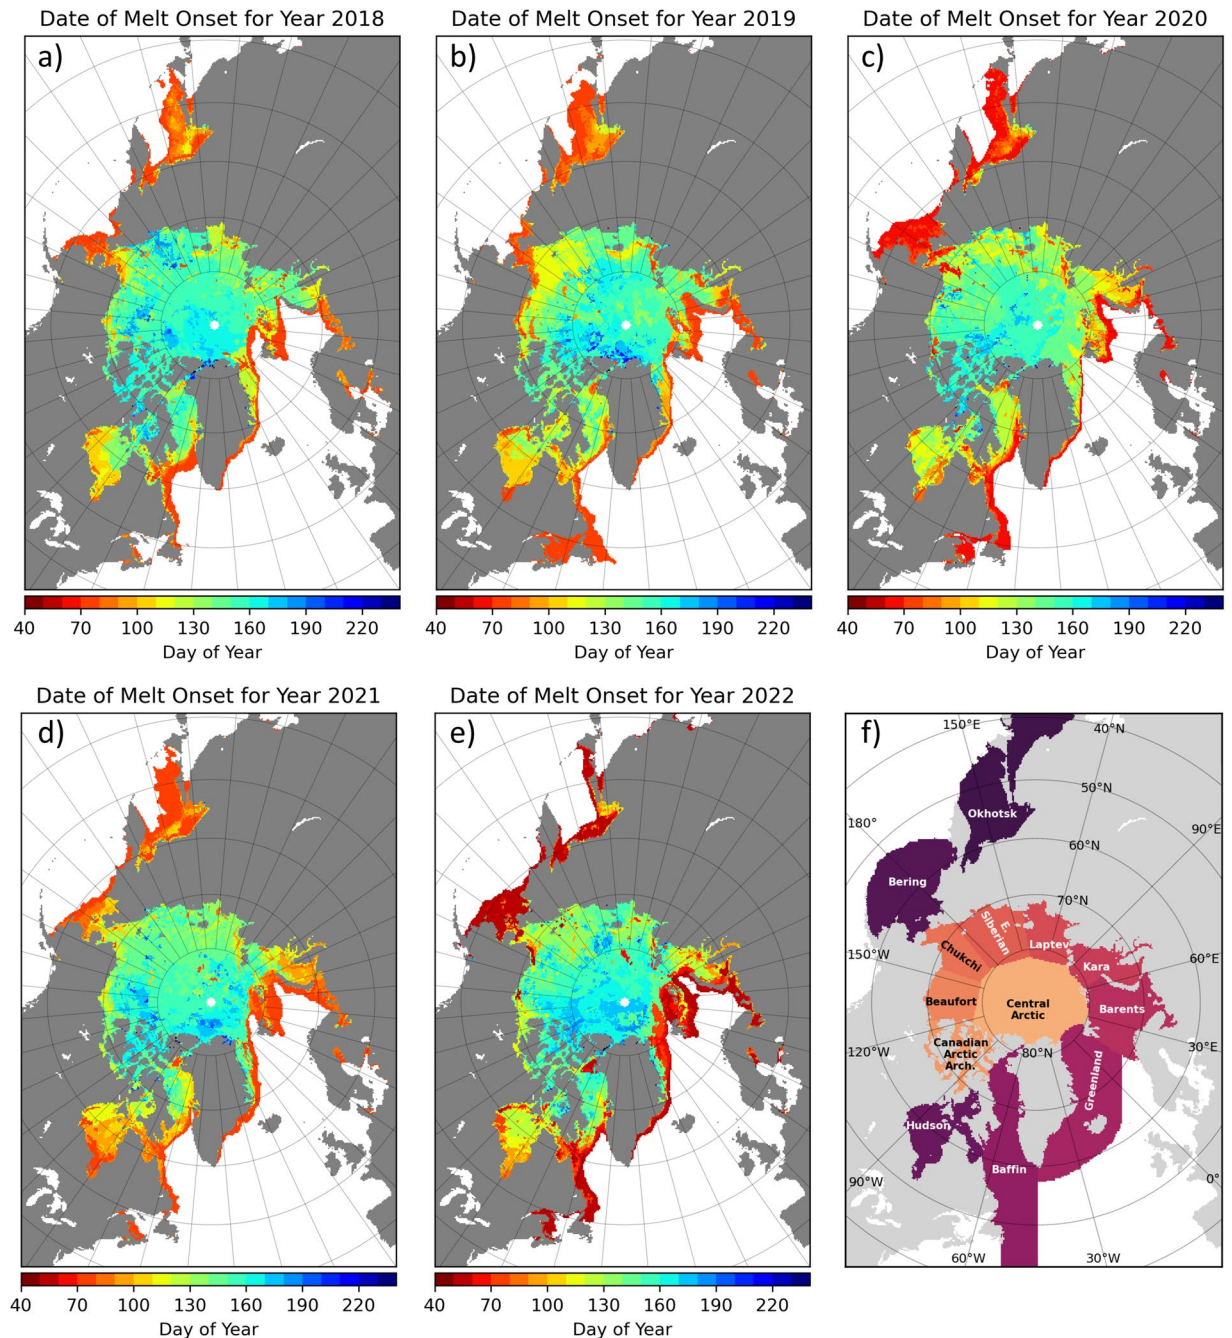 Date of Melt Onset for Year 2018
Date of Melt Onset for Year 2019
Date of Melt Onset for Year 2020
a)
b)
c)
40 70 100 130 160 190 220
40 70 100 130 160 190 220
40 70 100 130 160 190 220
Day of Year
Day of Year
Day of Year
Date of Melt Onset for Year 2021
Date of Melt Onset for Year 2022
d)
e)
f)
150°E
40°N
50°N
Okhotsk
180°
90°E
60°N
Bering
70°N
E.
Siberian
Laptev
Chukchi
150°W
60°E
Kara
Beaufort
Central
Arctic
Barents
Canadian
Arctic
Arch.
120°W
80°N
30°E
Greenland
Hudson
Baffin
90°W
0°
60°W
30°W
40 70 100 130 160 190 220
40 70 100 130 160 190 220
Day of Year
Day of Year